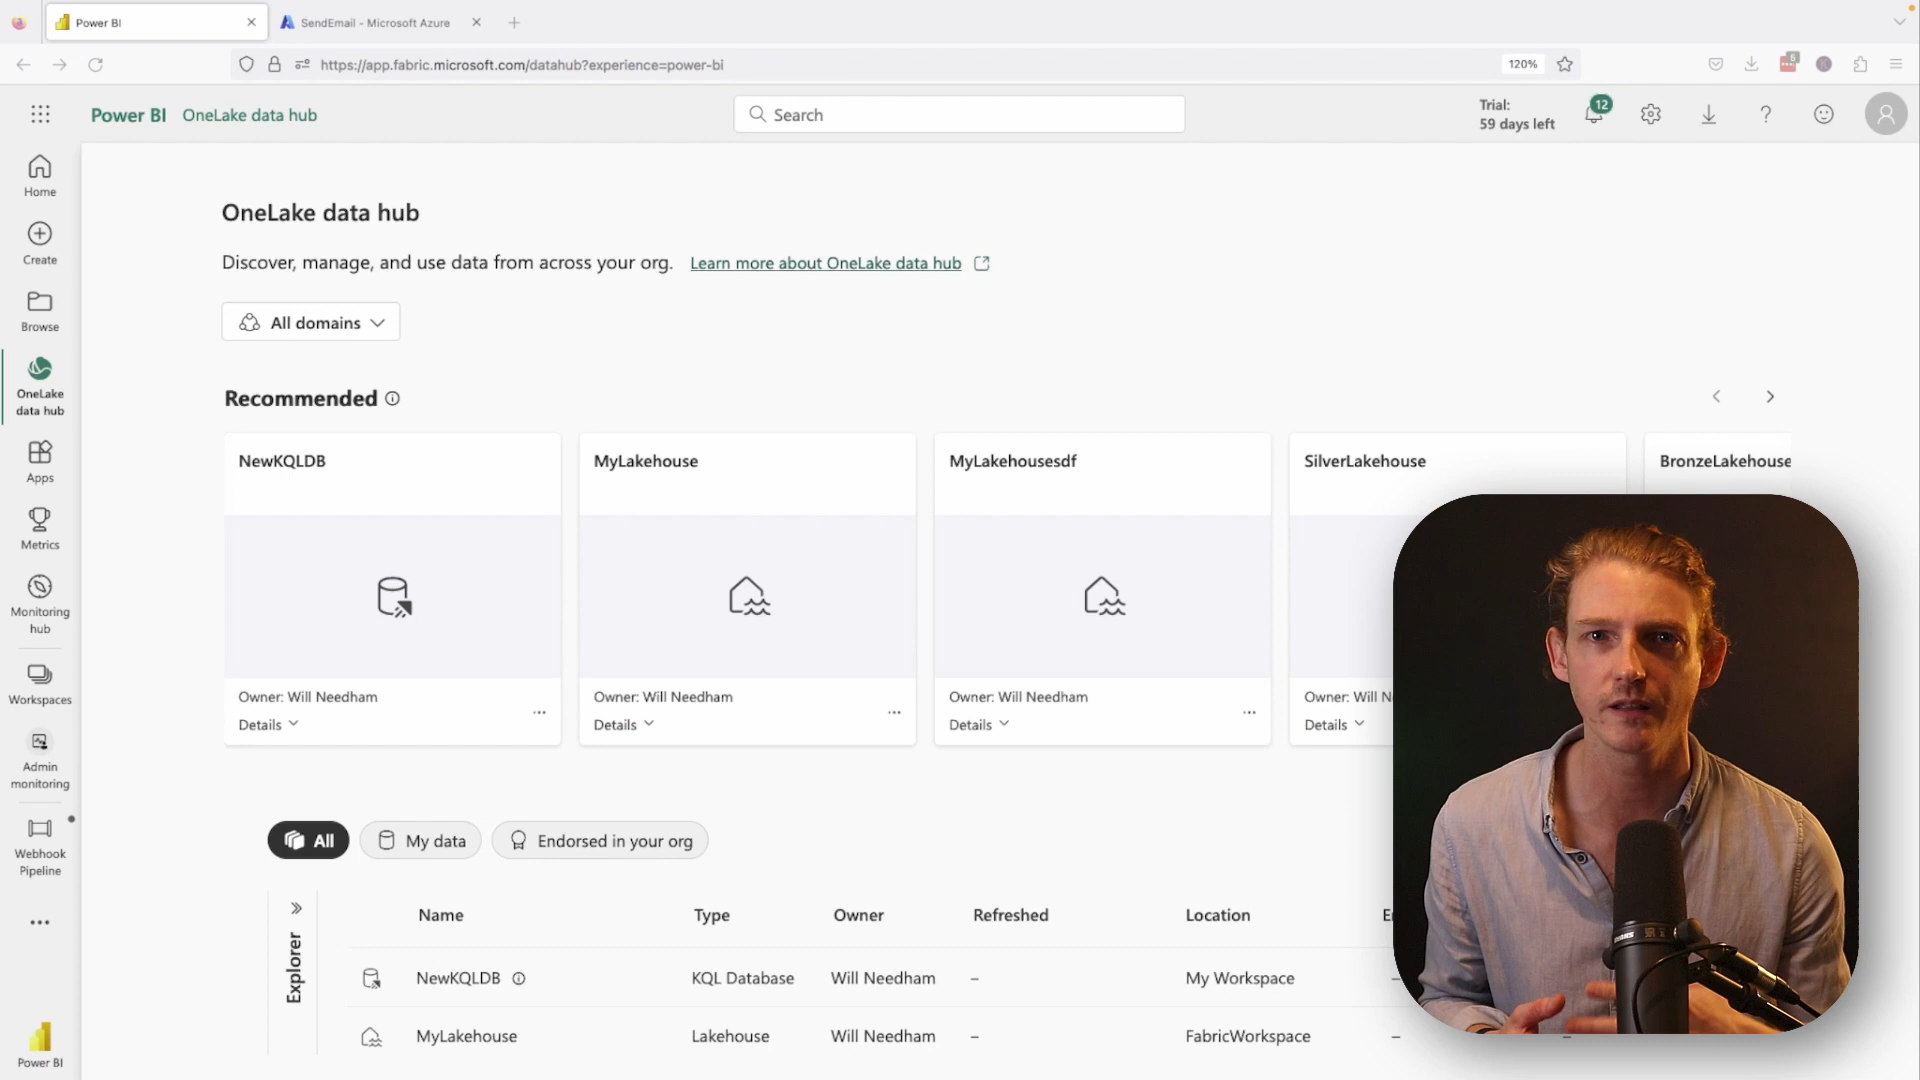 Power BI
SendEmail - Microsoft Azure
https://app.fabric.microsoft.com/datahub?experience=power-bi
120%
6
Power BI OneLake data hub
Search
Trial:
59 days left
12
Home
Create
Browse
OneLake
data hub
Apps
Metrics
Monitoring
hub
Workspaces
Admin
monitoring
Webhook
Pipeline
Power BI
OneLake data hub
Discover, manage, and use data from across your org. Learn more about OneLake data hub
All domains
Recommended
NewKQLDB
Owner: Will Needham
Details
MyLakehouse
Owner: Will Needham
Details
MyLakehousesdf
Owner: Will Needham
Details
SilverLakehouse
Owner: Will N
Details
BronzeLakehouse
All My data Endorsed in your org
Explorer
Name Type Owner Refreshed Location
NewKQLDB KQL Database Will Needham – My Workspace –
MyLakehouse Lakehouse Will Needham – FabricWorkspace – –